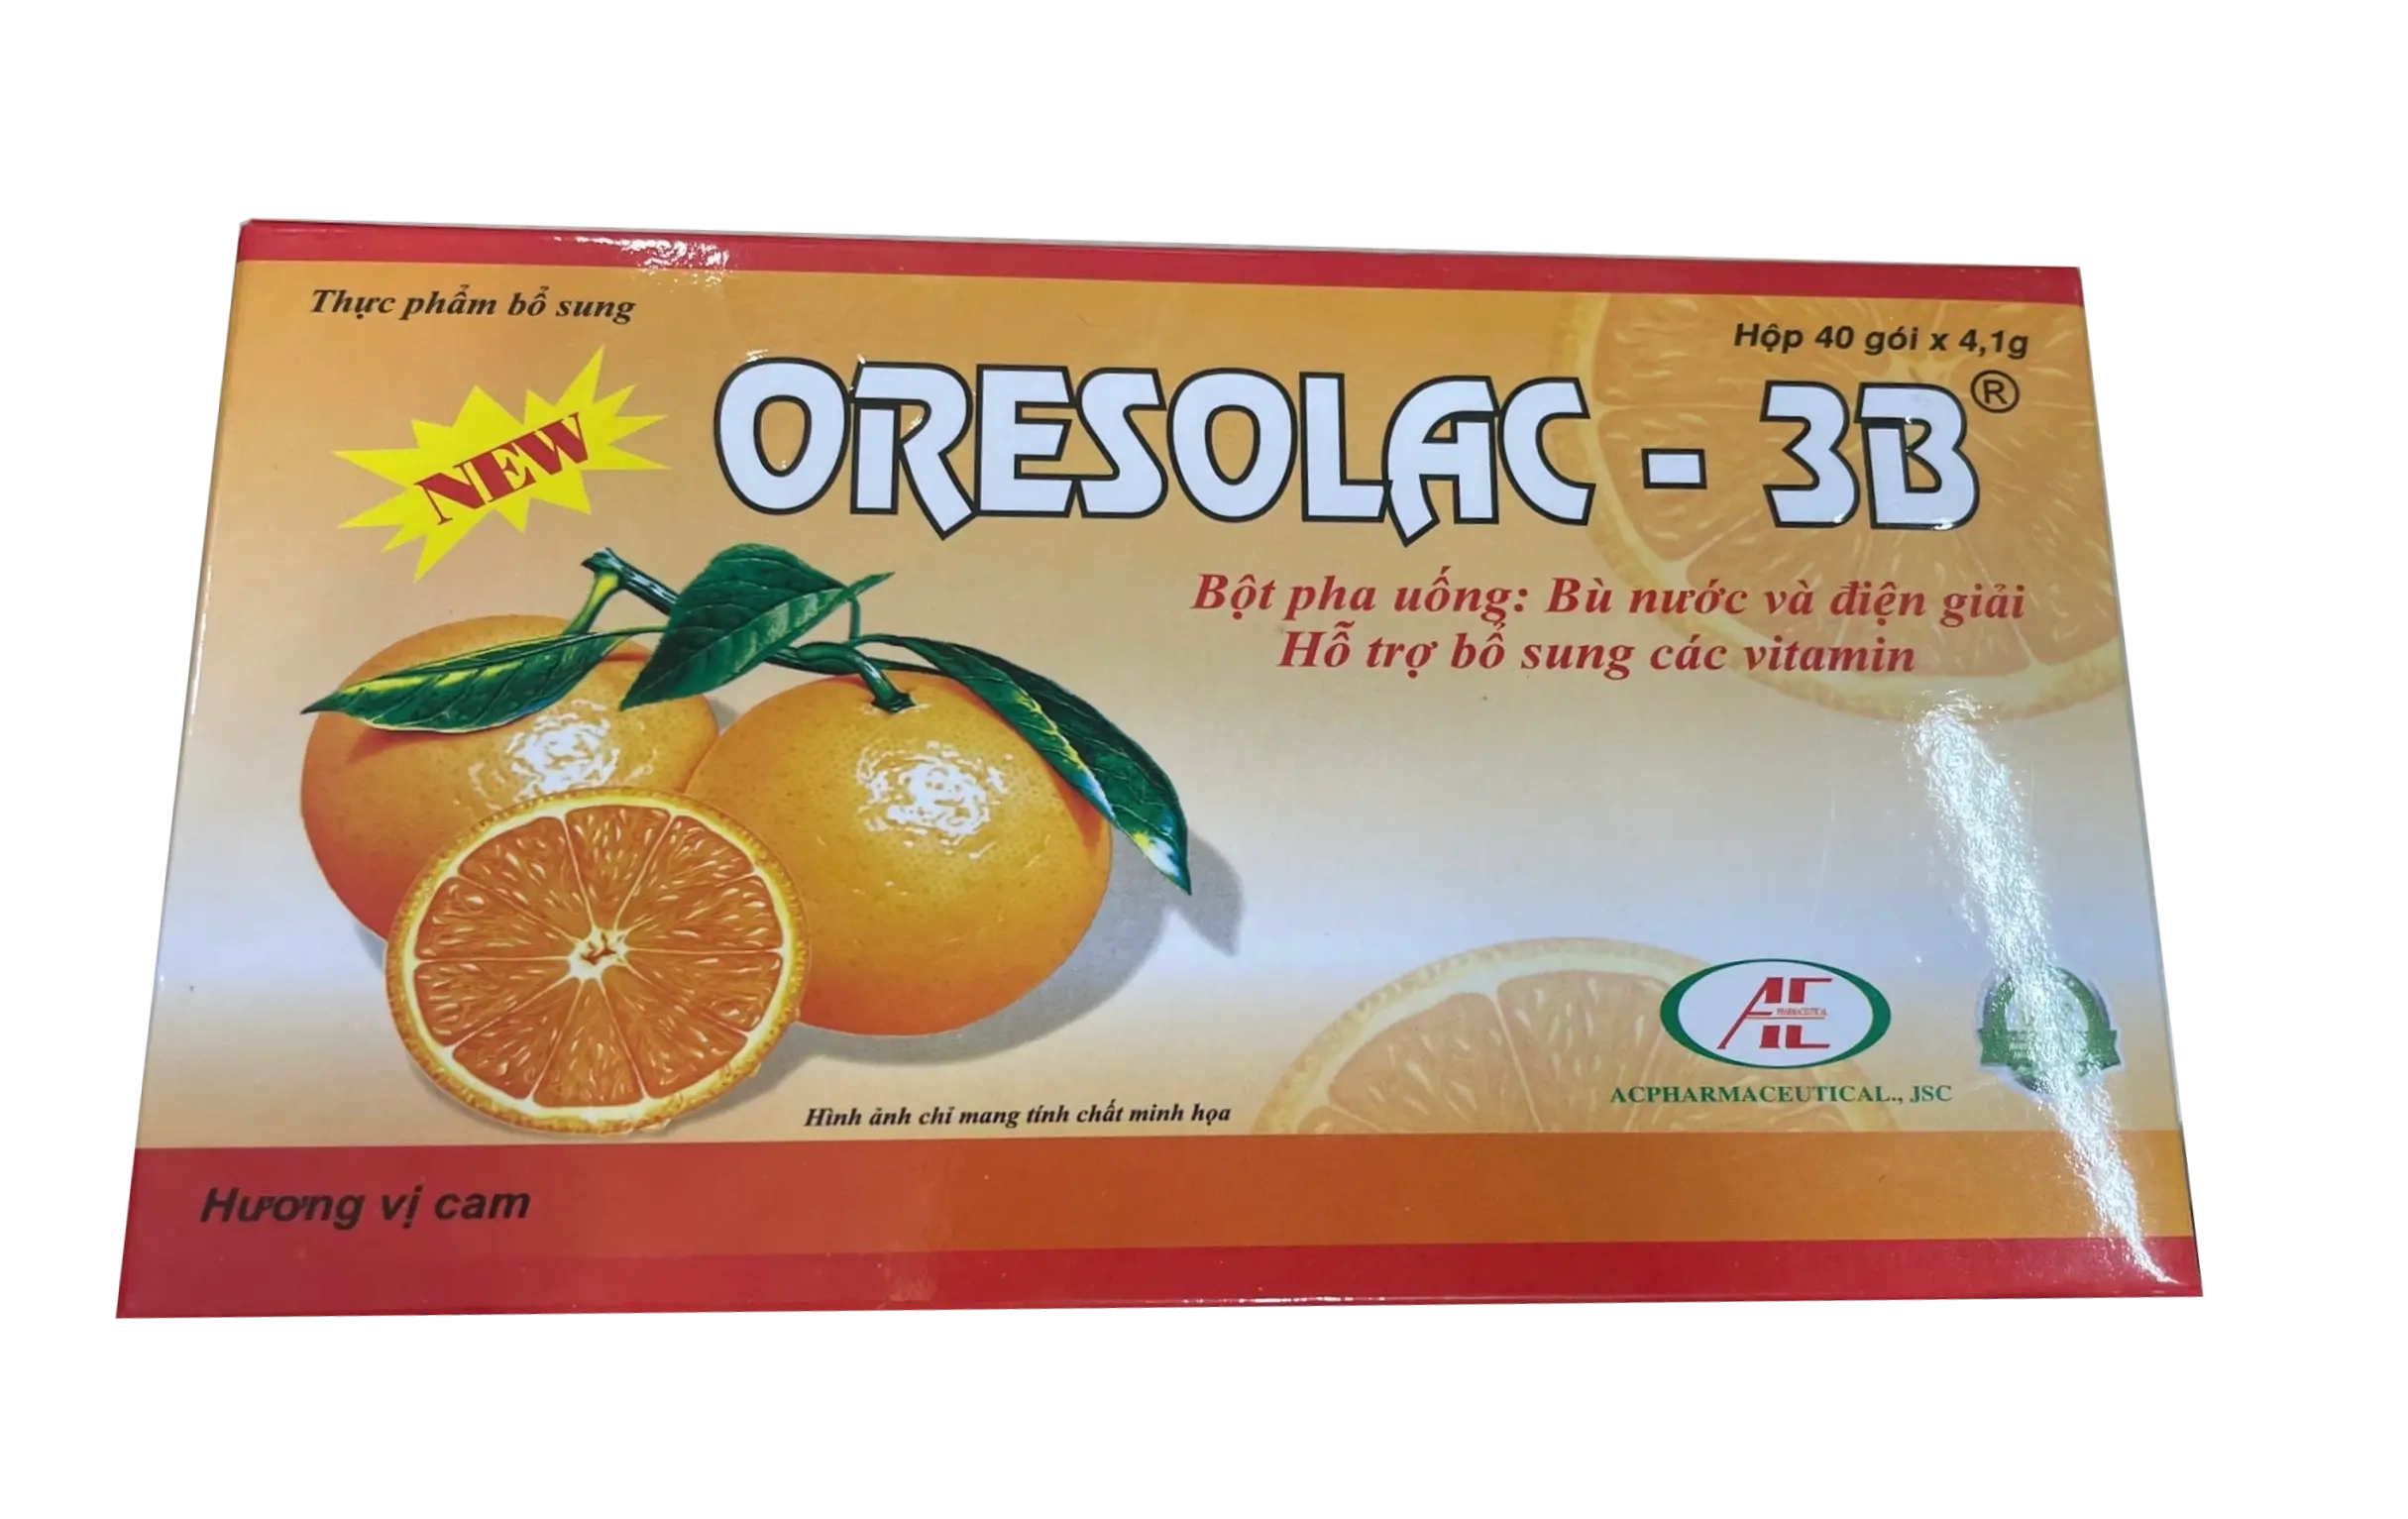 Thực phẩm bổ sung
Hộp 40 gói x 4,1g
NEW
ORESOLAC - 3B®
Bột pha uống: Bù nước và điện giải
Hỗ trợ bổ sung các vitamin
PHARMACEUTICAL
ACPHARMACEUTICAL., JSC
Hình ảnh chỉ mang tính chất minh họa
Hương vị cam